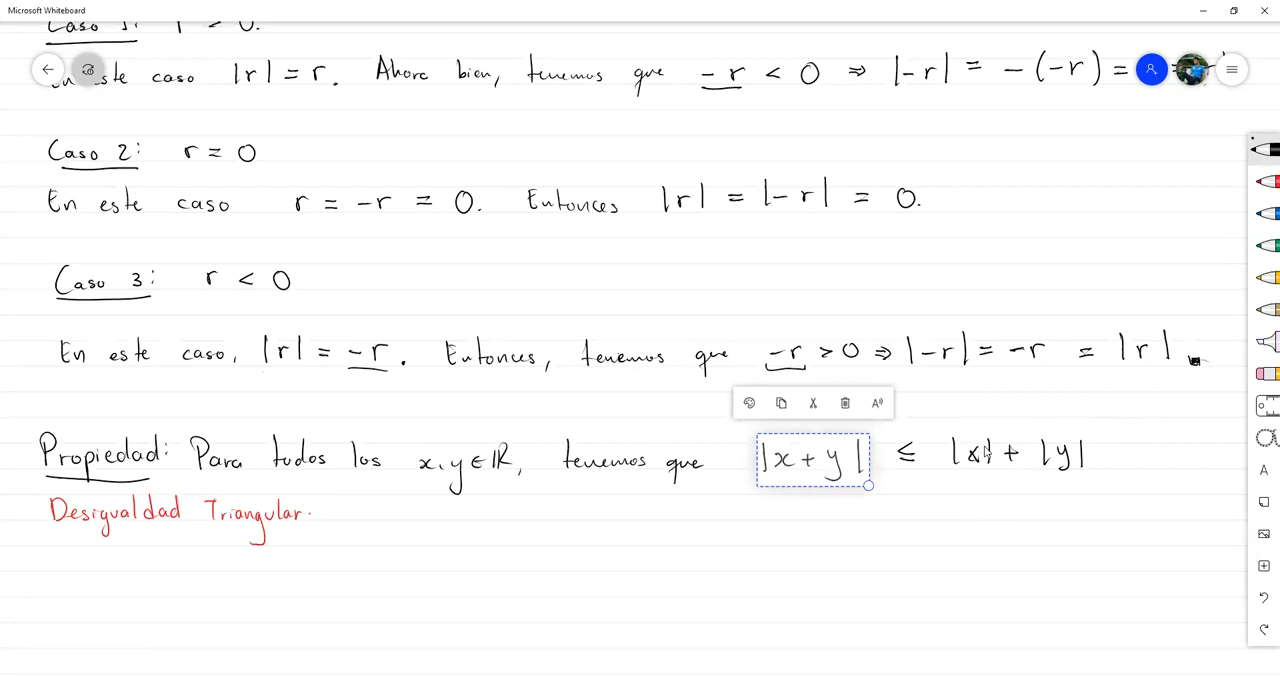 Microsoft Whiteboard
Caso 1:
En este caso |r| = r. Ahora bien, tenemos que -r < 0 ⇒ |-r| = -(-r) =
Caso 2: r = 0
En este caso r = -r = 0. Entonces |r| = |-r| = 0.
Caso 3: r < 0
En este caso, |r| = -r. Entonces, tenemos que -r > 0 ⇒ |-r| = -r = |r|
Propiedad: Para todos los x, y ∈ ℝ, tenemos que |x + y| ≤ |x| + |y|
Desigualdad Triangular.